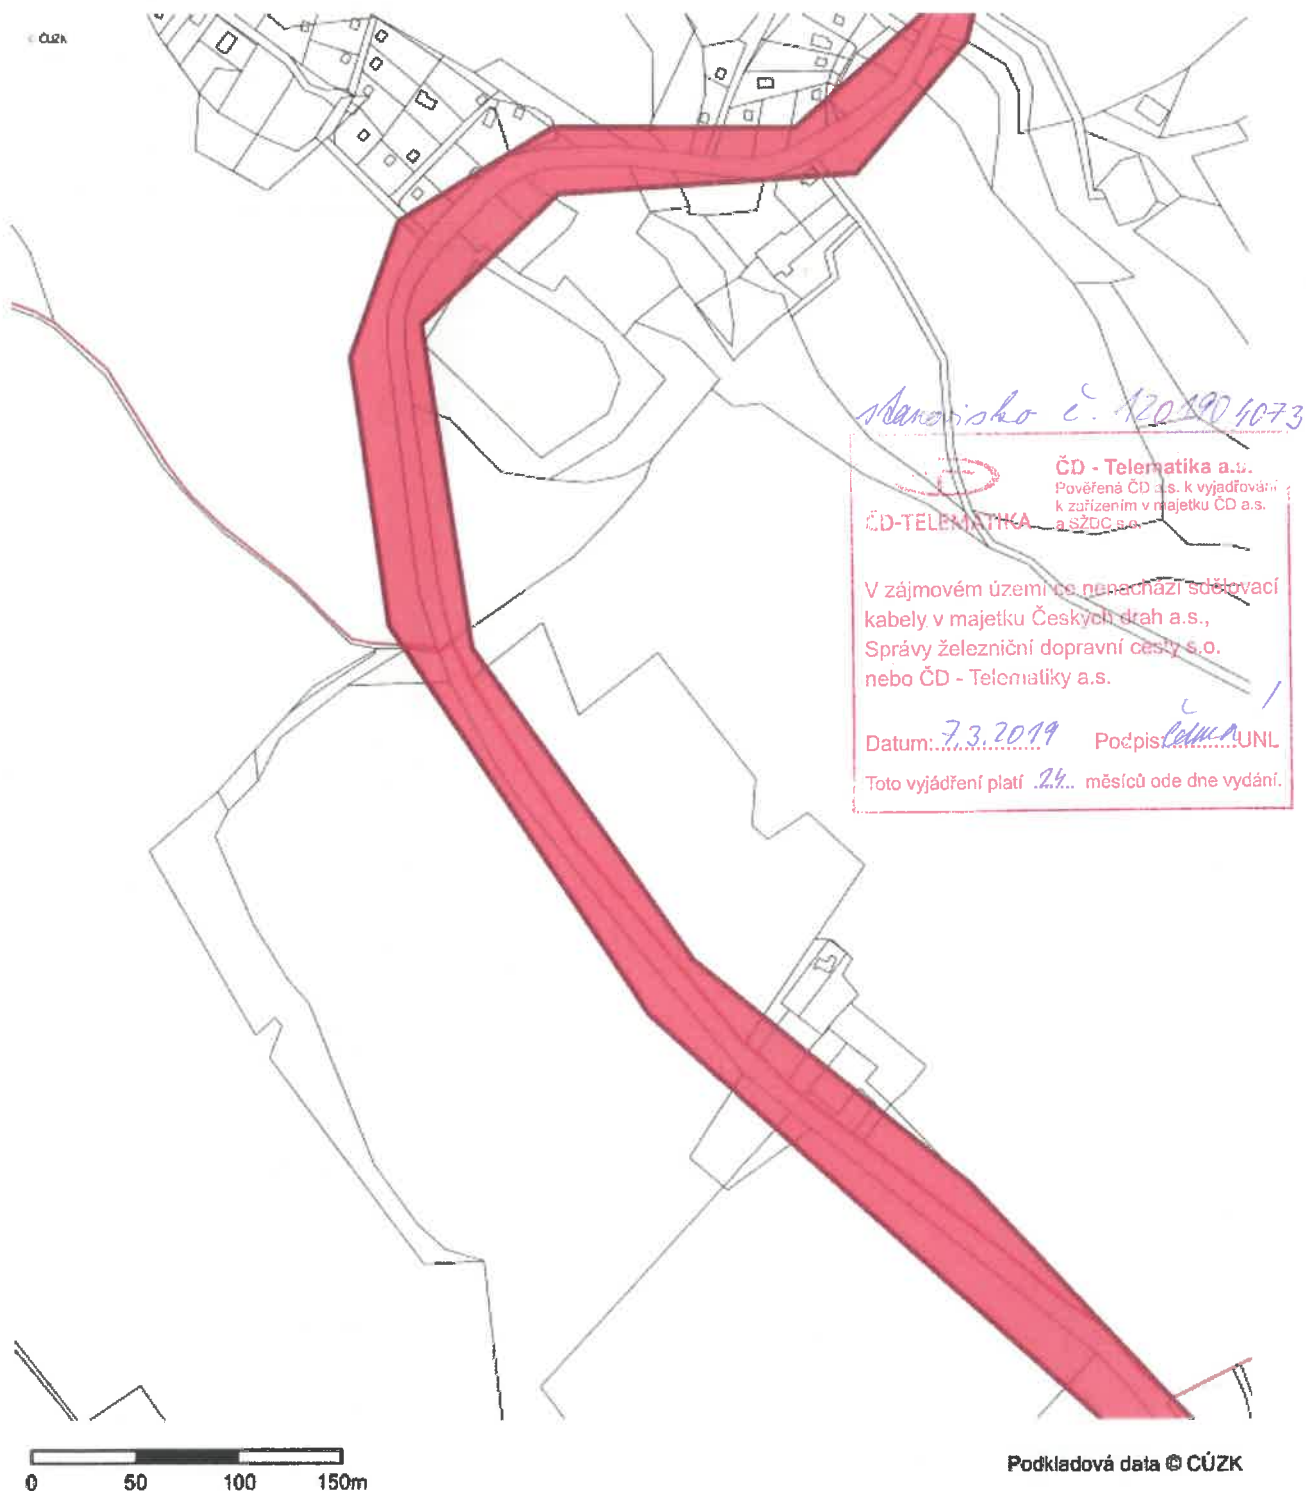 © ČÚZK
stanovisko č. 1201904073
ČD - Telematika a.s.
Pověřená ČD a.s. k vyjadřování
k zařízením v majetku ČD a.s.
a SŽDC s.o.
ČD-TELEMATIKA
V zájmovém území se nenachází sdělovací
kabely v majetku Českých drah a.s.,
Správy železniční dopravní cesty s.o.
nebo ČD - Telematiky a.s.
Datum: 7.3.2019 Podpis: UNL
Toto vyjádření platí 24 měsíců ode dne vydání.
0 50 100 150m
Podkladová data © ČÚZK